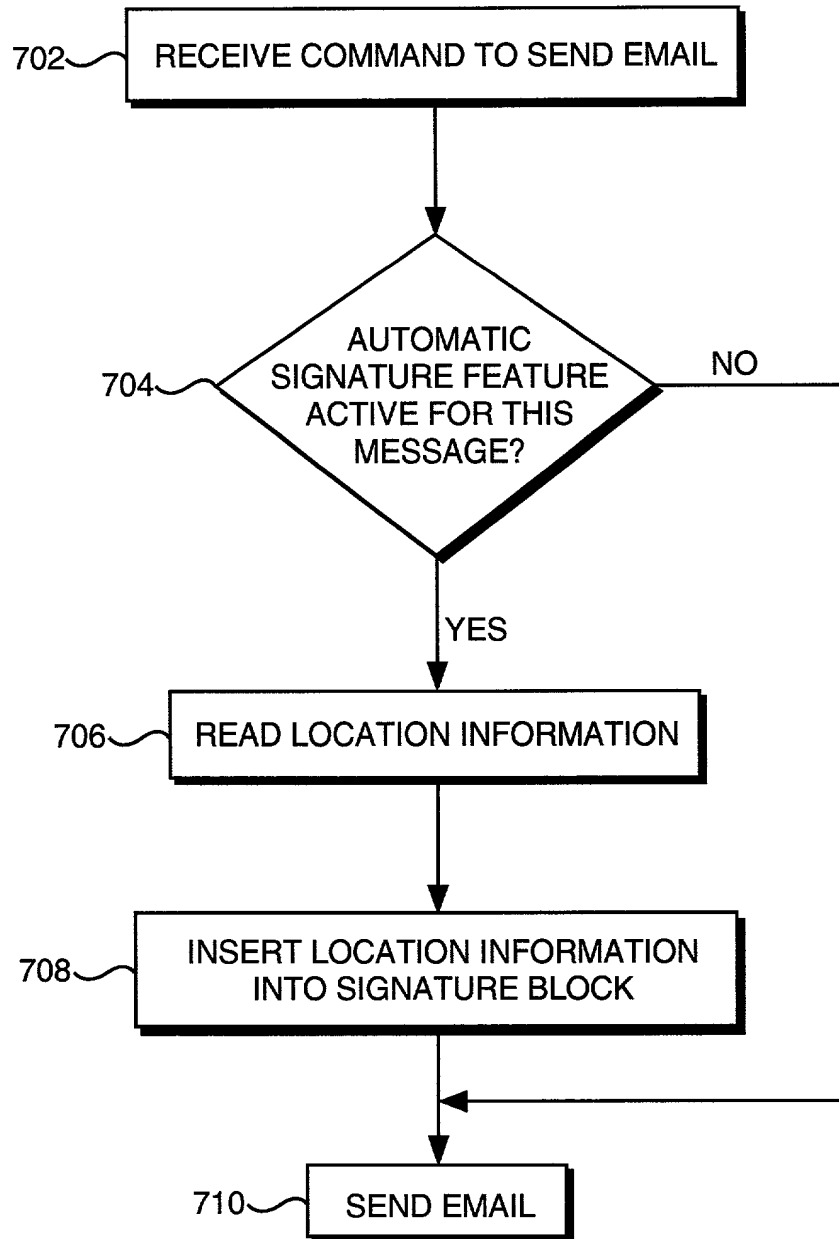 702
RECEIVE COMMAND TO SEND EMAIL
704
AUTOMATIC
SIGNATURE FEATURE
ACTIVE FOR THIS
MESSAGE?
NO
YES
706
READ LOCATION INFORMATION
708
INSERT LOCATION INFORMATION
INTO SIGNATURE BLOCK
710
SEND EMAIL